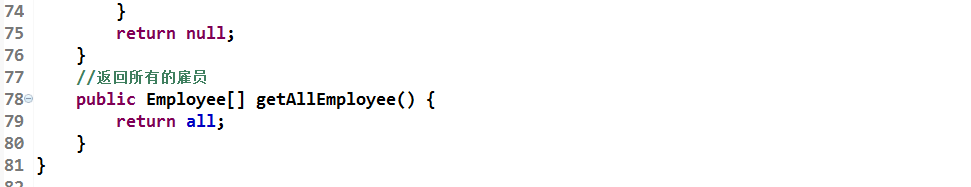 74        }
75        return null;
76    }
77    //返回所有的雇员
78    public Employee[] getAllEmployee() {
79        return all;
80    }
81 }